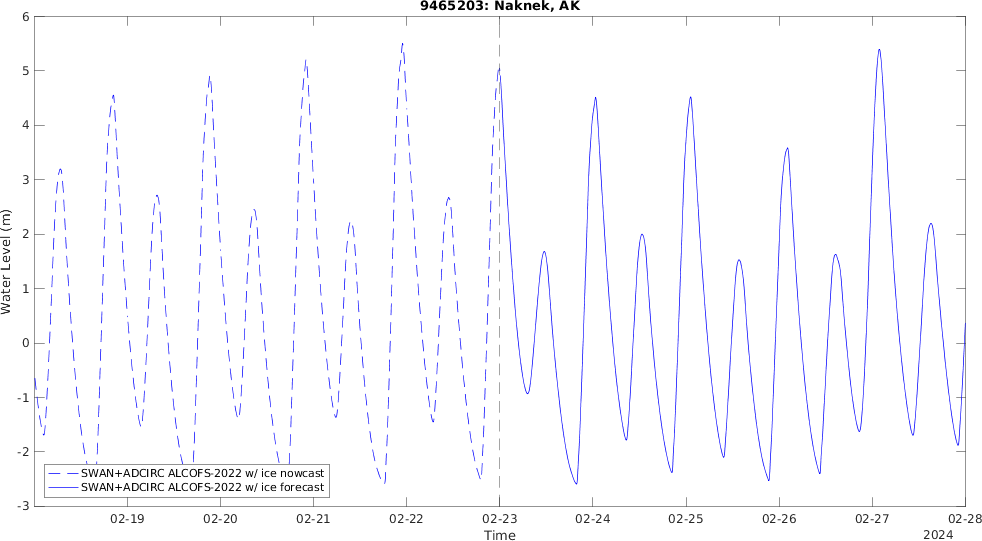 9465203: Naknek, AK
Water Level (m)
6
5
4
3
2
1
0
-1
-2
-3
SWAN+ADCIRC ALCOFS-2022 w/ ice nowcast
SWAN+ADCIRC ALCOFS-2022 w/ ice forecast
02-19 02-20 02-21 02-22 02-23 02-24 02-25 02-26 02-27 02-28
Time
2024